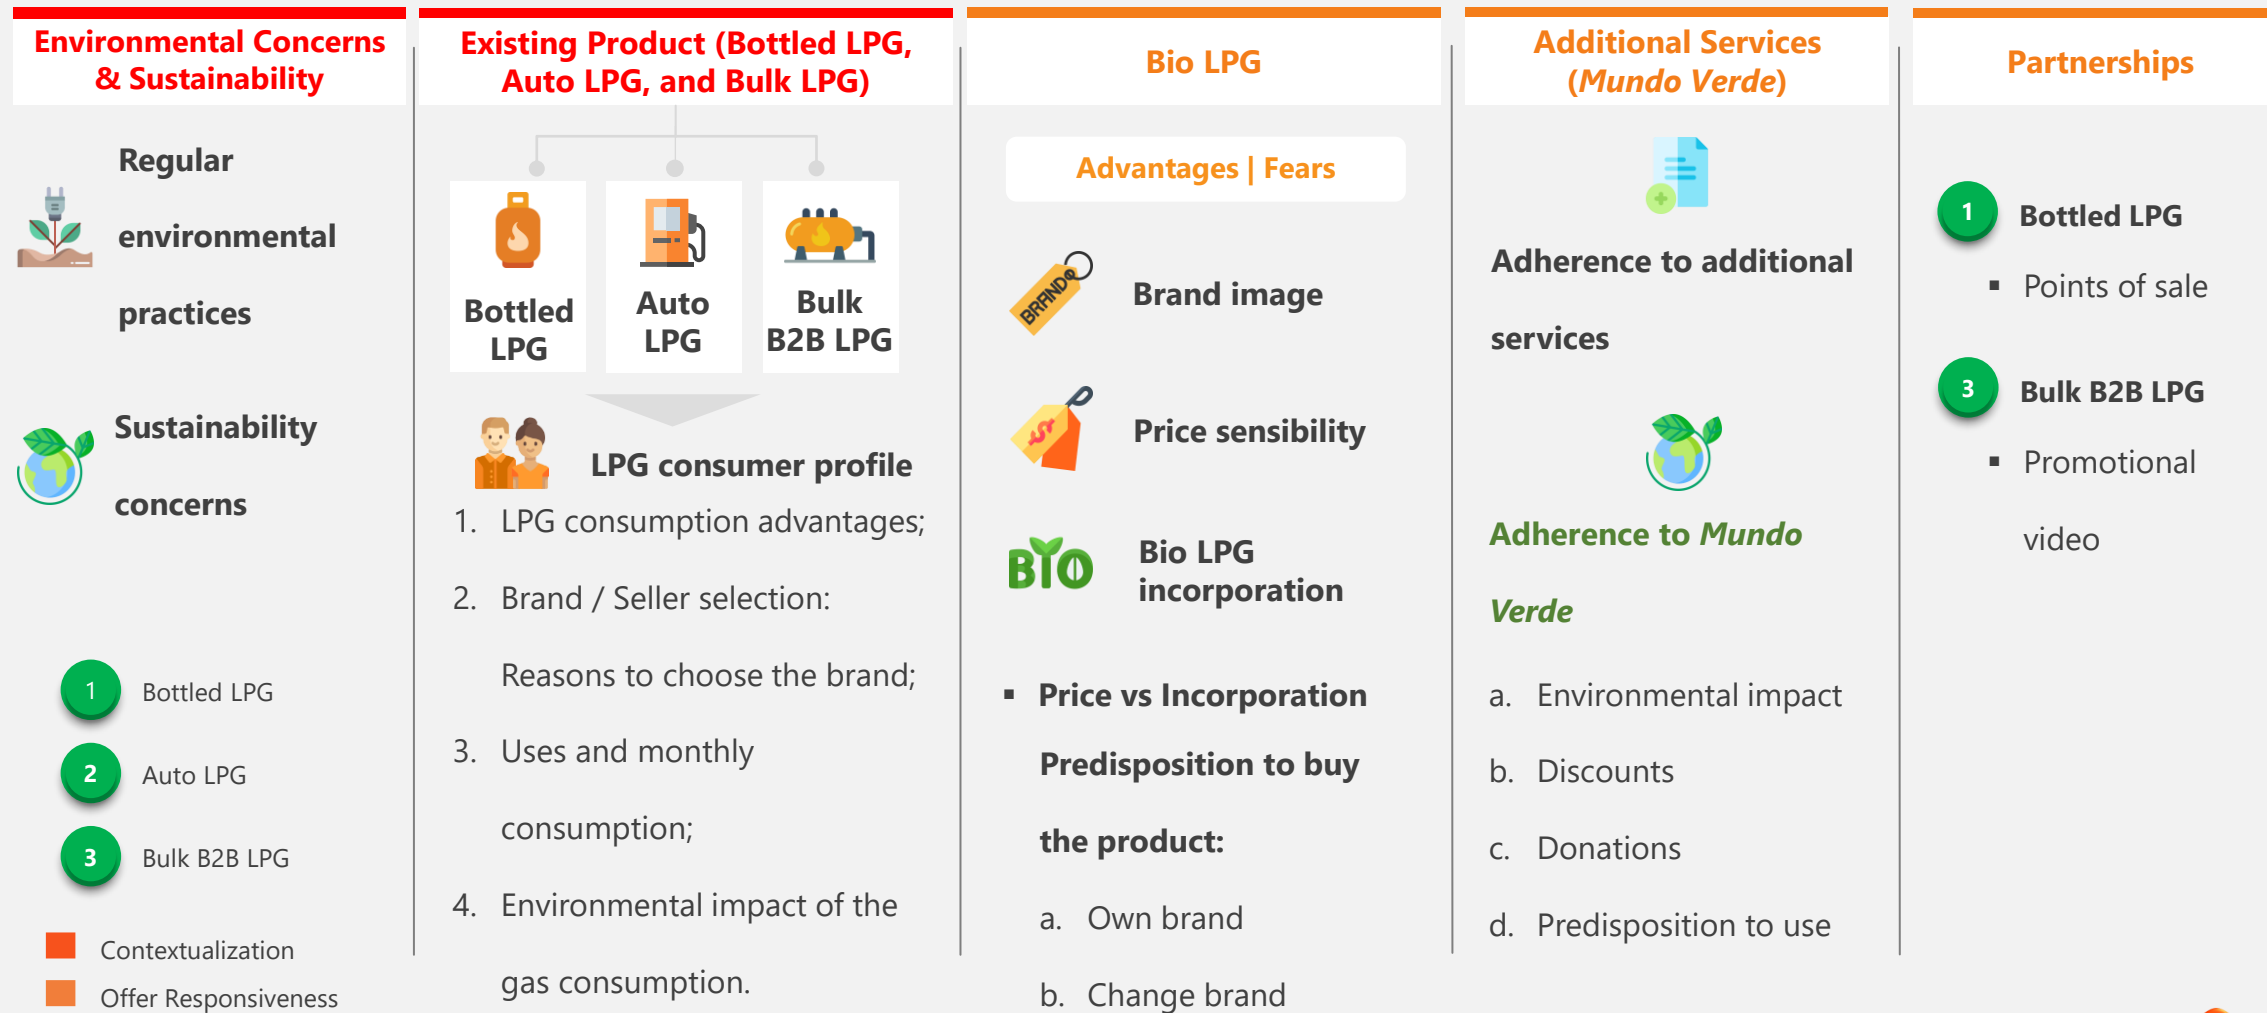 Environmental Concerns
& Sustainability
Regular
environmental
practices
Sustainability
concerns
1 Bottled LPG
2 Auto LPG
3 Bulk B2B LPG
Contextualization
Offer Responsiveness
Existing Product (Bottled LPG,
Auto LPG, and Bulk LPG)
Bottled
LPG
Auto
LPG
Bulk
B2B LPG
LPG consumer profile
1. LPG consumption advantages;
2. Brand / Seller selection:
Reasons to choose the brand;
3. Uses and monthly
consumption;
4. Environmental impact of the
gas consumption.
Bio LPG
Advantages | Fears
BRAND
Brand image
$
Price sensibility
BIO
Bio LPG
incorporation
▪ Price vs Incorporation
Predisposition to buy
the product:
a. Own brand
b. Change brand
Additional Services
(Mundo Verde)
Adherence to additional
services
Adherence to Mundo
Verde
a. Environmental impact
b. Discounts
c. Donations
d. Predisposition to use
Partnerships
1 Bottled LPG
▪ Points of sale
3 Bulk B2B LPG
▪ Promotional
video